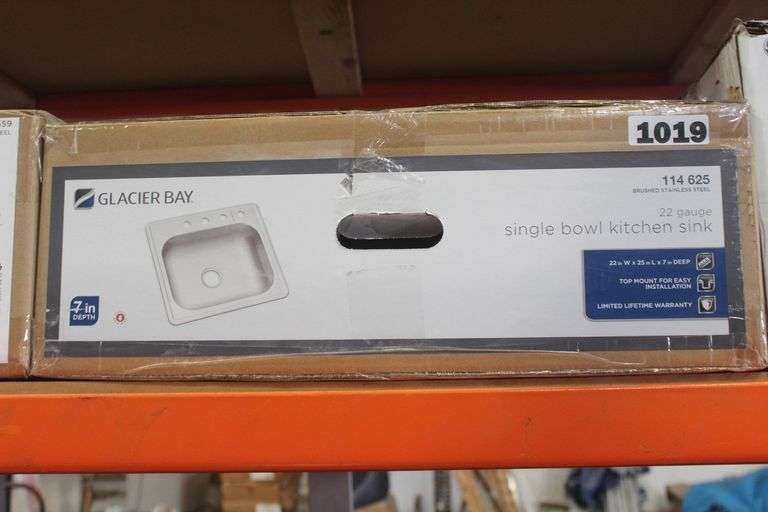 1019
GLACIER BAY.
114 625
BRUSHED STAINLESS STEEL
22 gauge
single bowl kitchen sink
22 in W x 25 in L x 7 in DEEP
TOP MOUNT FOR EASY
INSTALLATION
LIMITED LIFETIME WARRANTY
7 in
DEPTH